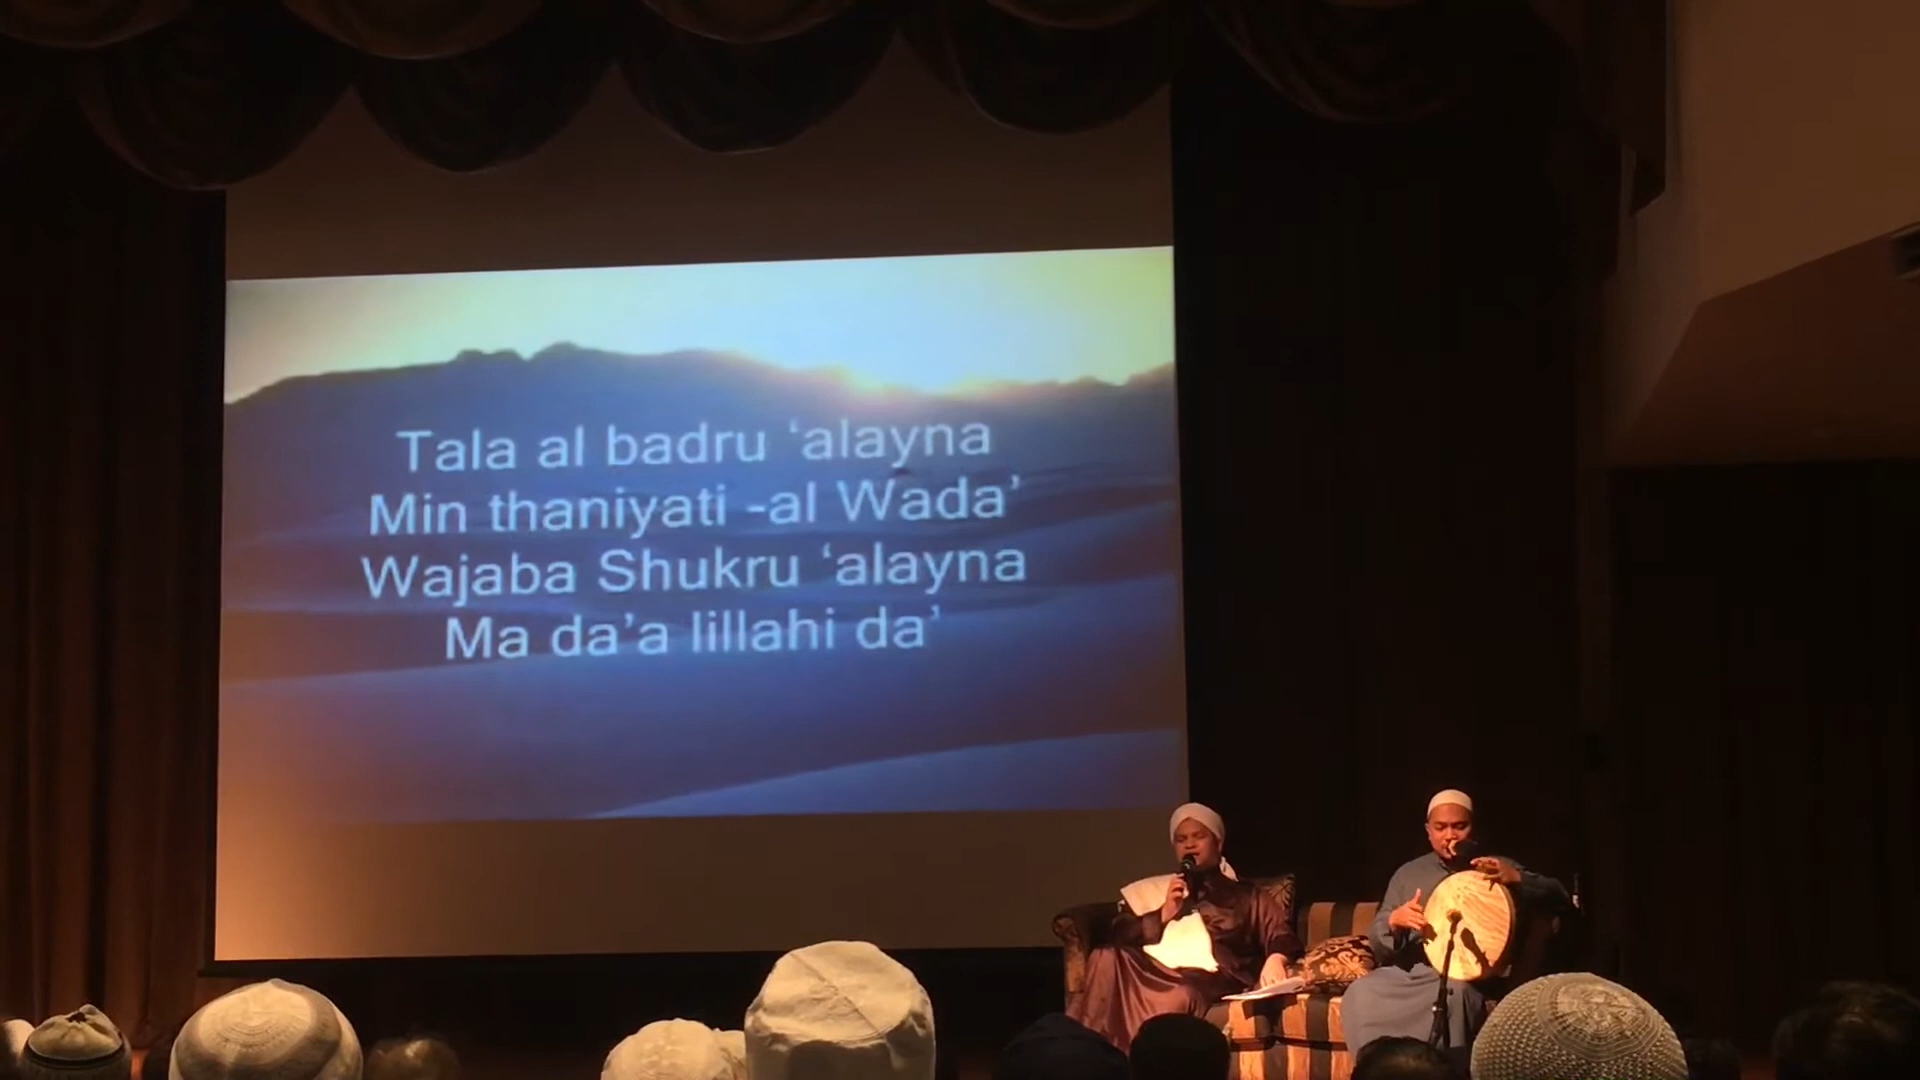 Tala al badru ‘alayna
Min thaniyati -al Wada’
Wajaba Shukru ‘alayna
Ma da’a lillahi da’